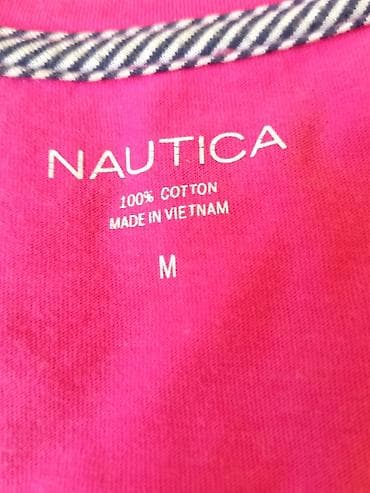 NAUTICA
100% COTTON
MADE IN VIETNAM
M